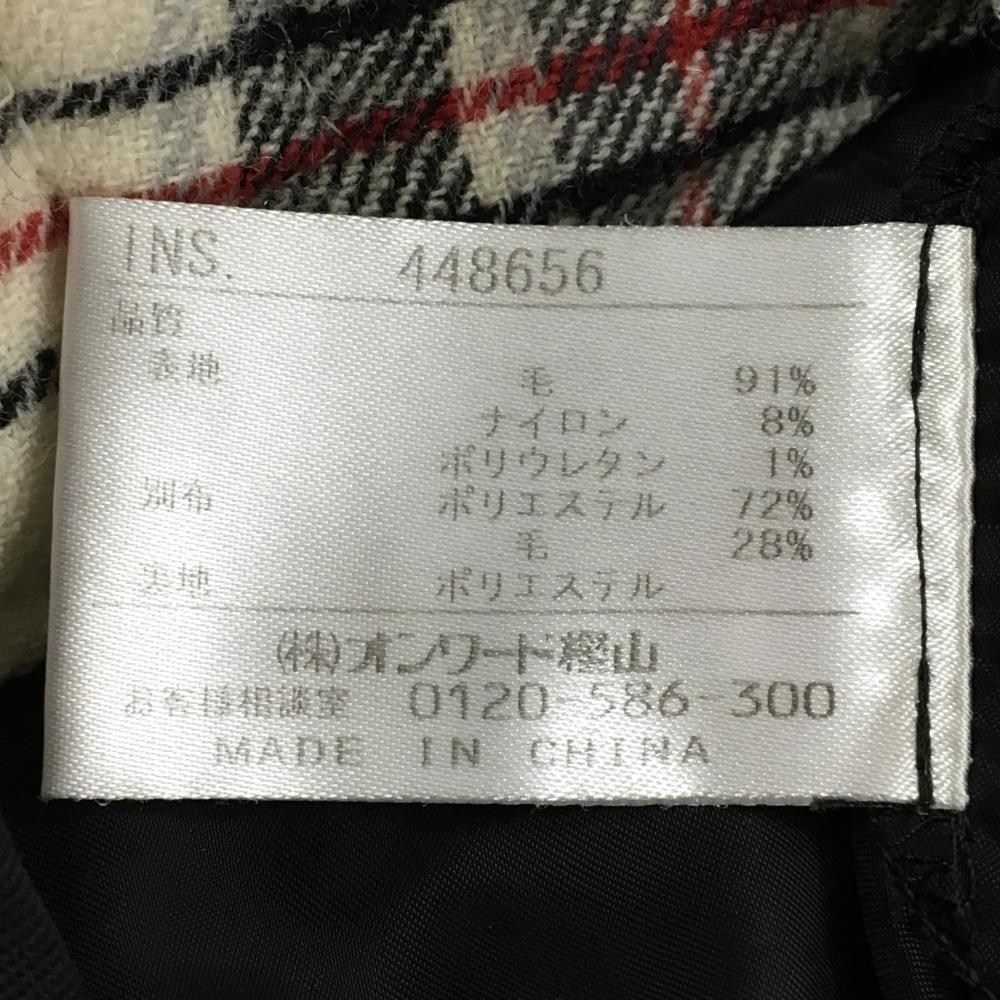 INS. 448656
品質
表地 毛 91%
ナイロン 8%
ポリウレタン 1%
別布 ポリエステル 72%
毛 28%
裏地 ポリエステル
(株)オンワード樫山
お客様相談室 0120-586-300
MADE IN CHINA